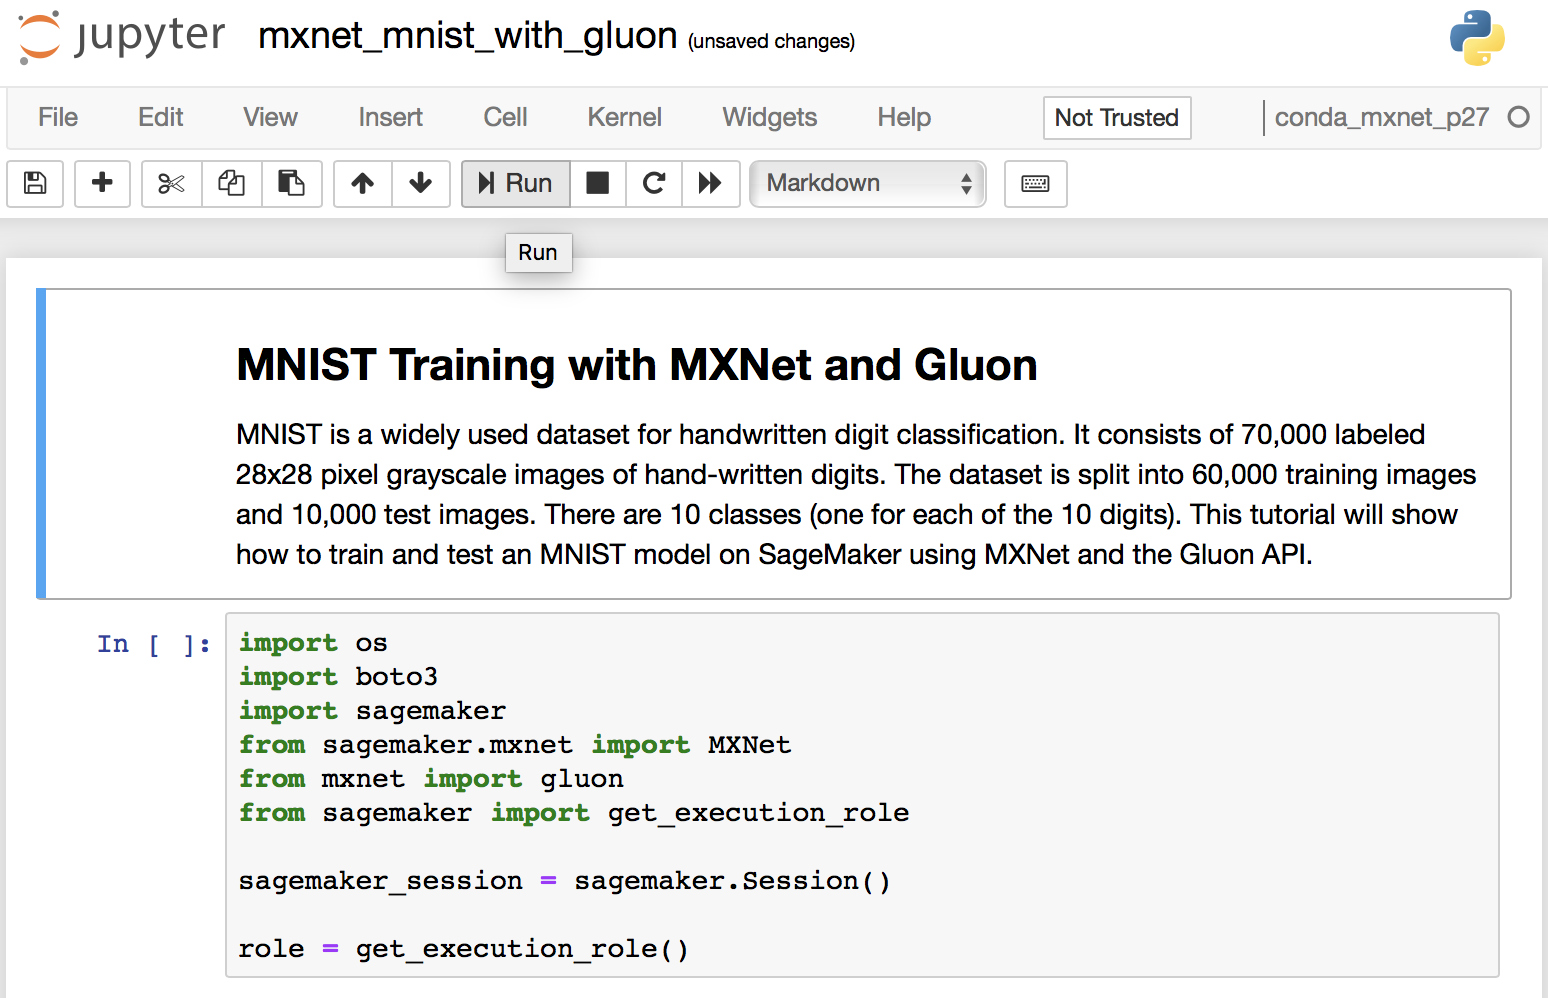 jupyter mxnet_mnist_with_gluon (unsaved changes)
File Edit View Insert Cell Kernel Widgets Help Not Trusted conda_mxnet_p27
Run Markdown
Run
MNIST Training with MXNet and Gluon
MNIST is a widely used dataset for handwritten digit classification. It consists of 70,000 labeled
28x28 pixel grayscale images of hand-written digits. The dataset is split into 60,000 training images
and 10,000 test images. There are 10 classes (one for each of the 10 digits). This tutorial will show
how to train and test an MNIST model on SageMaker using MXNet and the Gluon API.
In [ ]: import os
import boto3
import sagemaker
from sagemaker.mxnet import MXNet
from mxnet import gluon
from sagemaker import get_execution_role
sagemaker_session = sagemaker.Session()
role = get_execution_role()